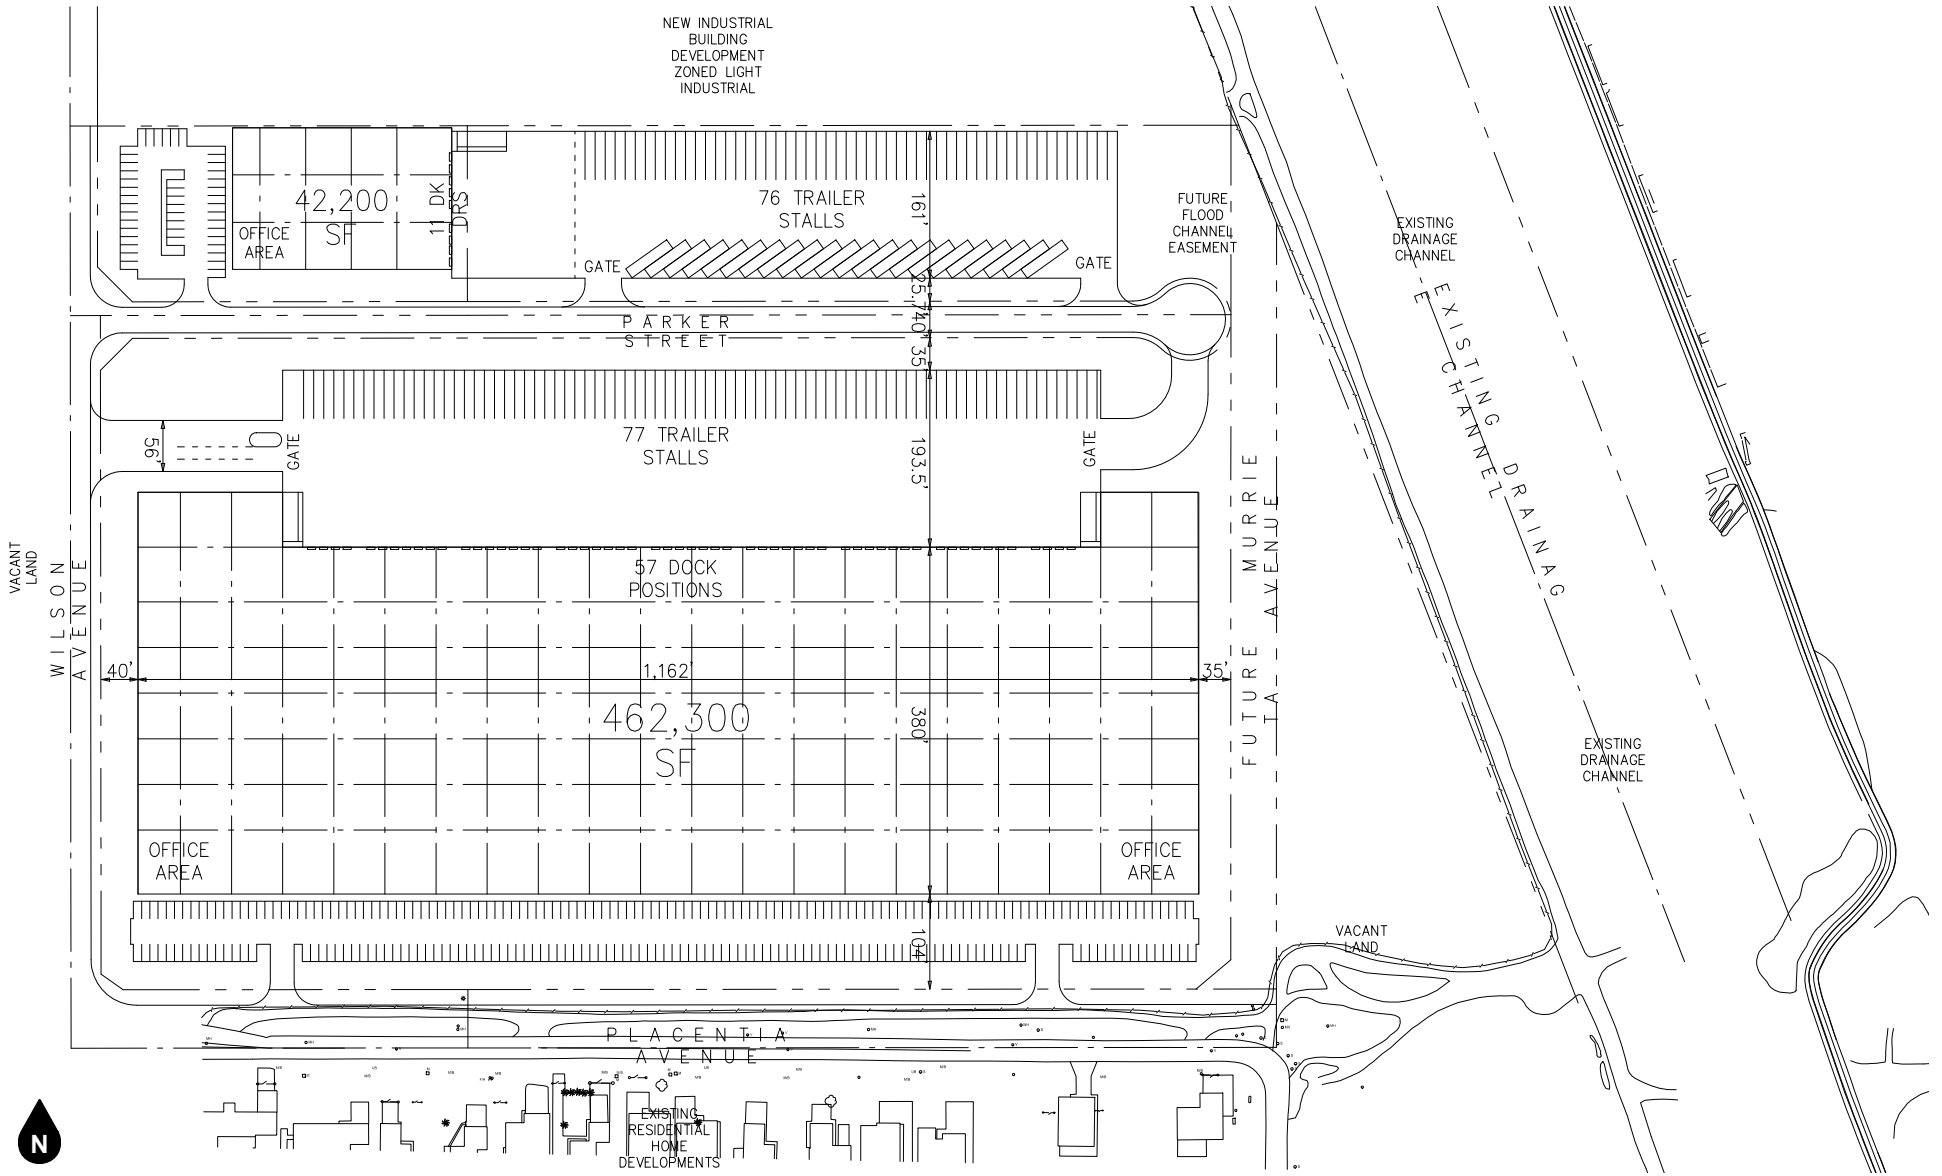 NEW INDUSTRIAL
BUILDING
DEVELOPMENT
ZONED LIGHT
INDUSTRIAL
42,200
SF
OFFICE
AREA
11 DK
DRS
76 TRAILER
STALLS
161'
GATE
GATE
FUTURE
FLOOD
CHANNEL
EASEMENT
EXISTING
DRAINAGE
CHANNEL
25.7'
40'
35'
PARKER
STREET
EXISTING DRAINAG
E CHANNEL
77 TRAILER
STALLS
56'
GATE
GATE
193.5'
VACANT
LAND
WILSON
AVENUE
57 DOCK
POSITIONS
FUTURE MURRIE
TA AVENUE
40'
1,162'
35'
462,300
SF
380'
EXISTING
DRAINAGE
CHANNEL
OFFICE
AREA
OFFICE
AREA
104'
VACANT
LAND
PLACENTIA
AVENUE
EXISTING
RESIDENTIAL
HOME
DEVELOPMENTS
N